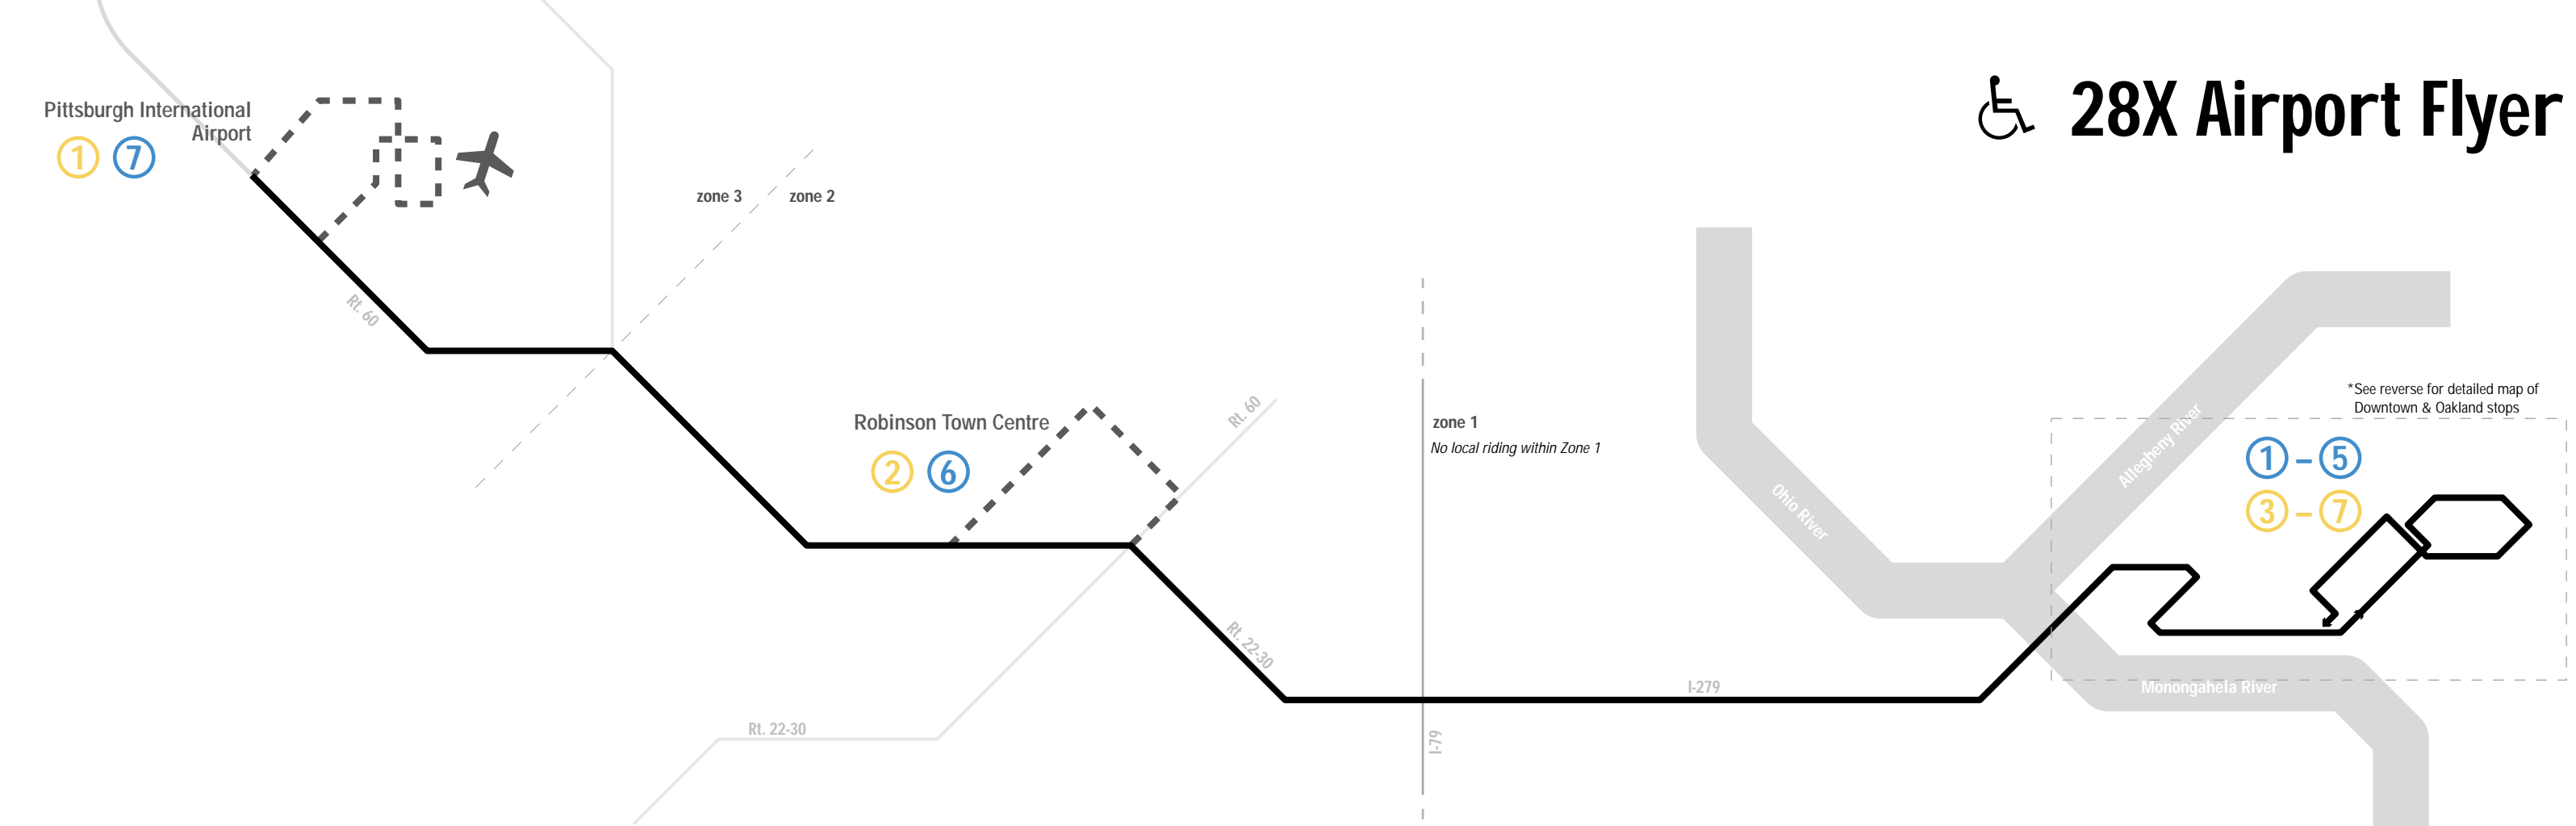 28X Airport Flyer
Pittsburgh International
Airport
1 7
zone 3
zone 2
Rt. 60
Robinson Town Centre
2 6
Rt. 60
zone 1
No local riding within Zone 1
*See reverse for detailed map of
Downtown & Oakland stops
Allegheny River
1 – 5
3 – 7
Ohio River
Rt. 22-30
I-279
Monongahela River
Rt. 22-30
I-79